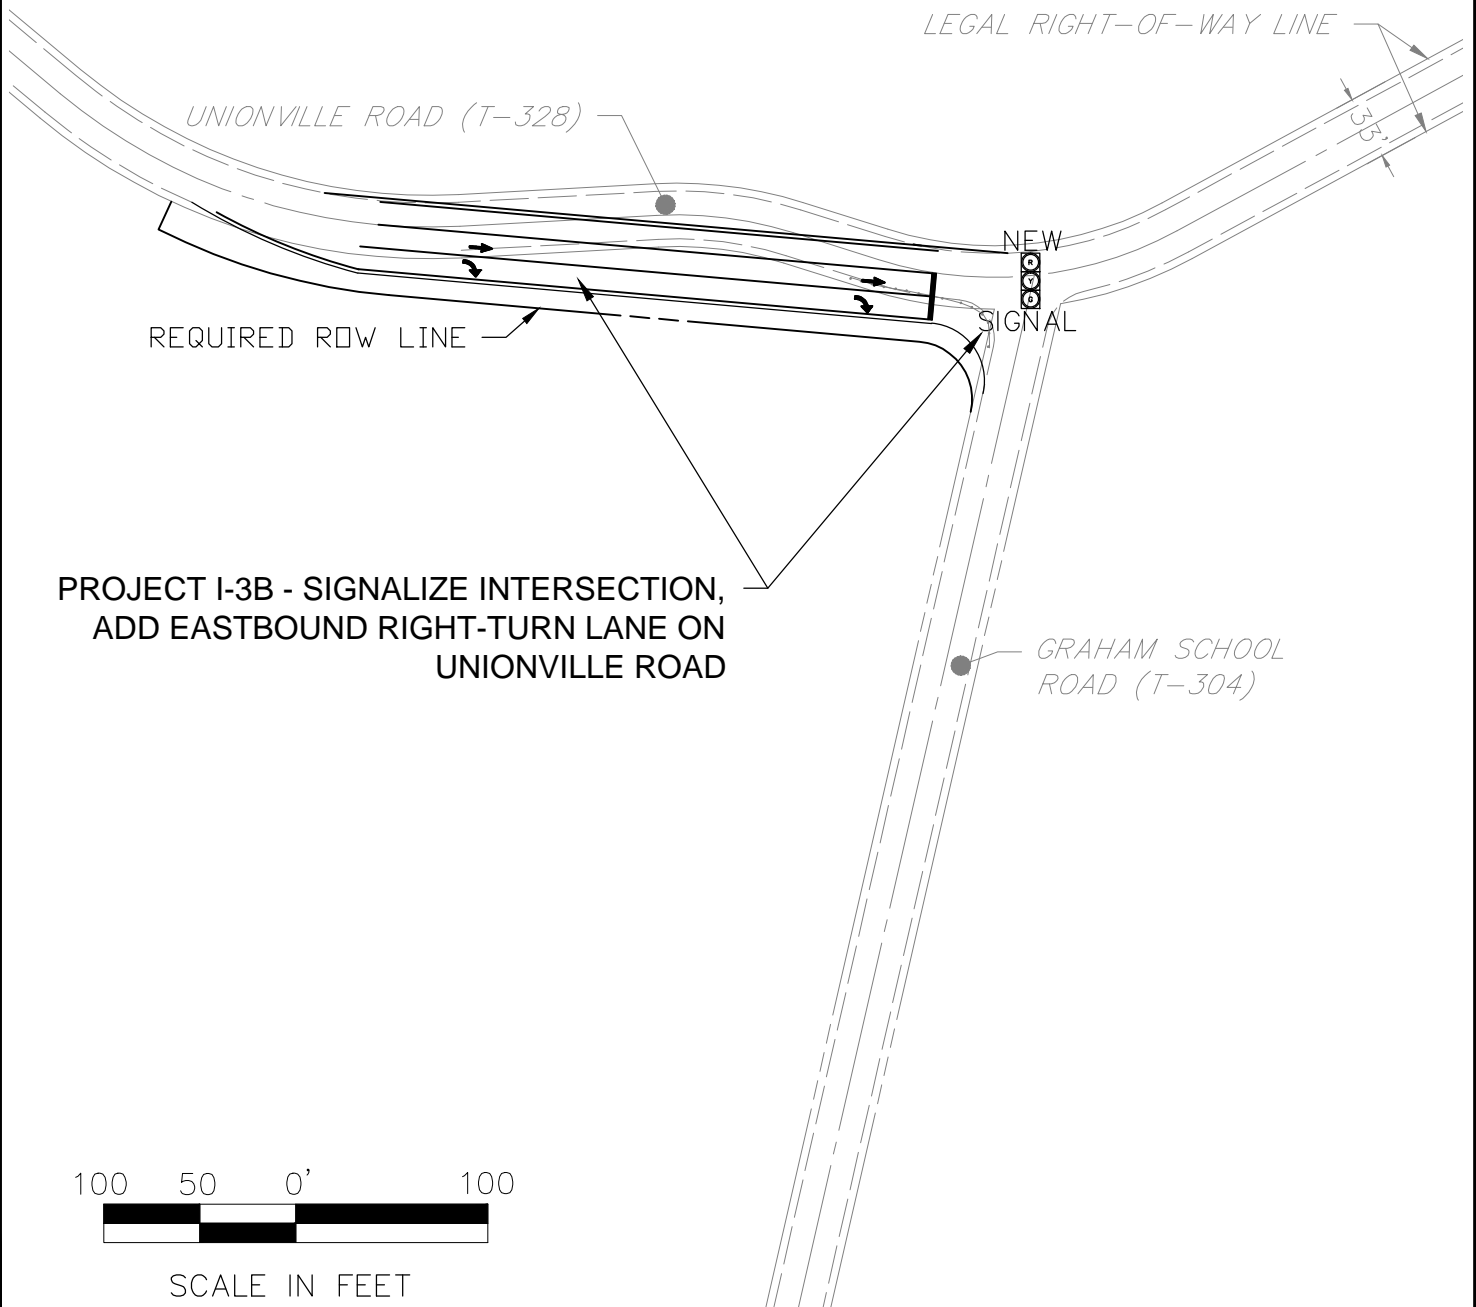 LEGAL RIGHT-OF-WAY LINE
UNIONVILLE ROAD (T-328)
33'
NEW
R
Y
G
SIGNAL
REQUIRED ROW LINE
PROJECT I-3B - SIGNALIZE INTERSECTION,
ADD EASTBOUND RIGHT-TURN LANE ON
UNIONVILLE ROAD
GRAHAM SCHOOL
ROAD (T-304)
100 50 0' 100
SCALE IN FEET